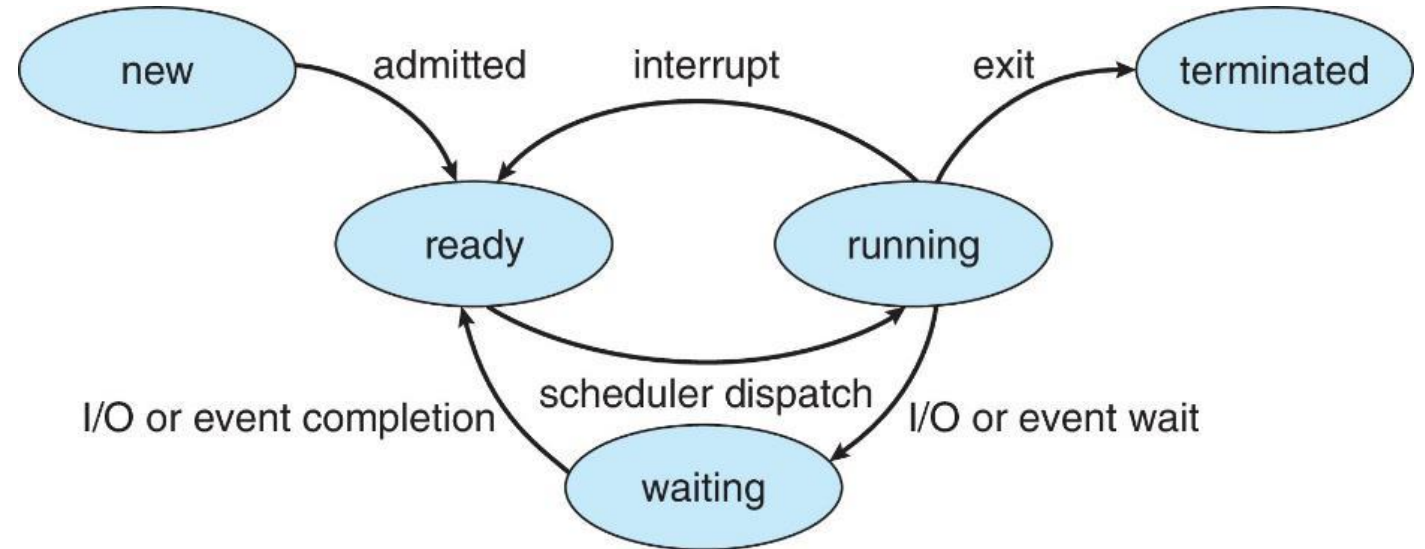 new
admitted
interrupt
exit
terminated
ready
running
I/O or event completion
scheduler dispatch
I/O or event wait
waiting